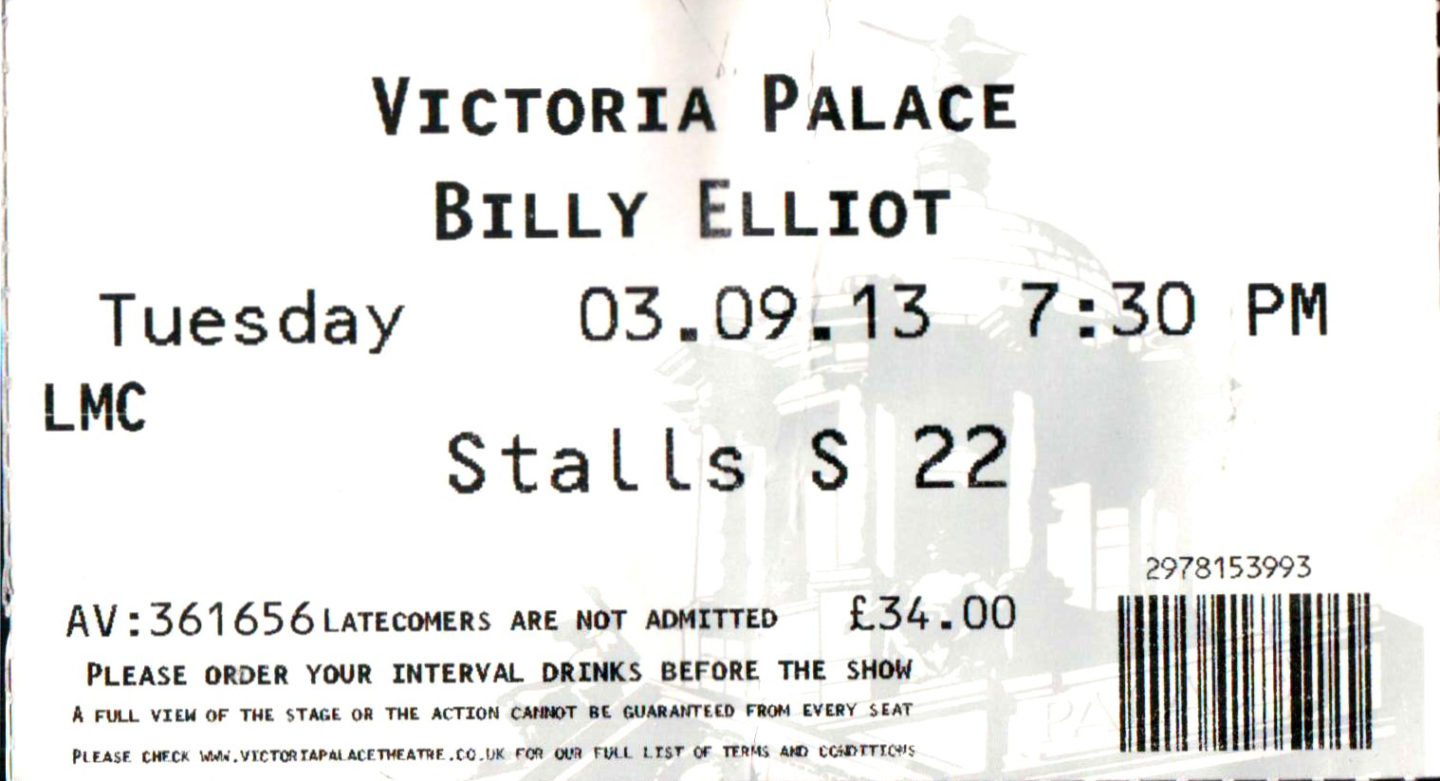 VICTORIA PALACE
BILLY ELLIOT
Tuesday 03.09.13 7:30 PM
LMC
Stalls S 22
2978153993
AV:361656 LATECOMERS ARE NOT ADMITTED £34.00
PLEASE ORDER YOUR INTERVAL DRINKS BEFORE THE SHOW
A FULL VIEW OF THE STAGE OR THE ACTION CANNOT BE GUARANTEED FROM EVERY SEAT
PLEASE CHECK WWW.VICTORIAPALACETHEATRE.CO.UK FOR OUR FULL LIST OF TERMS AND CONDITIONS